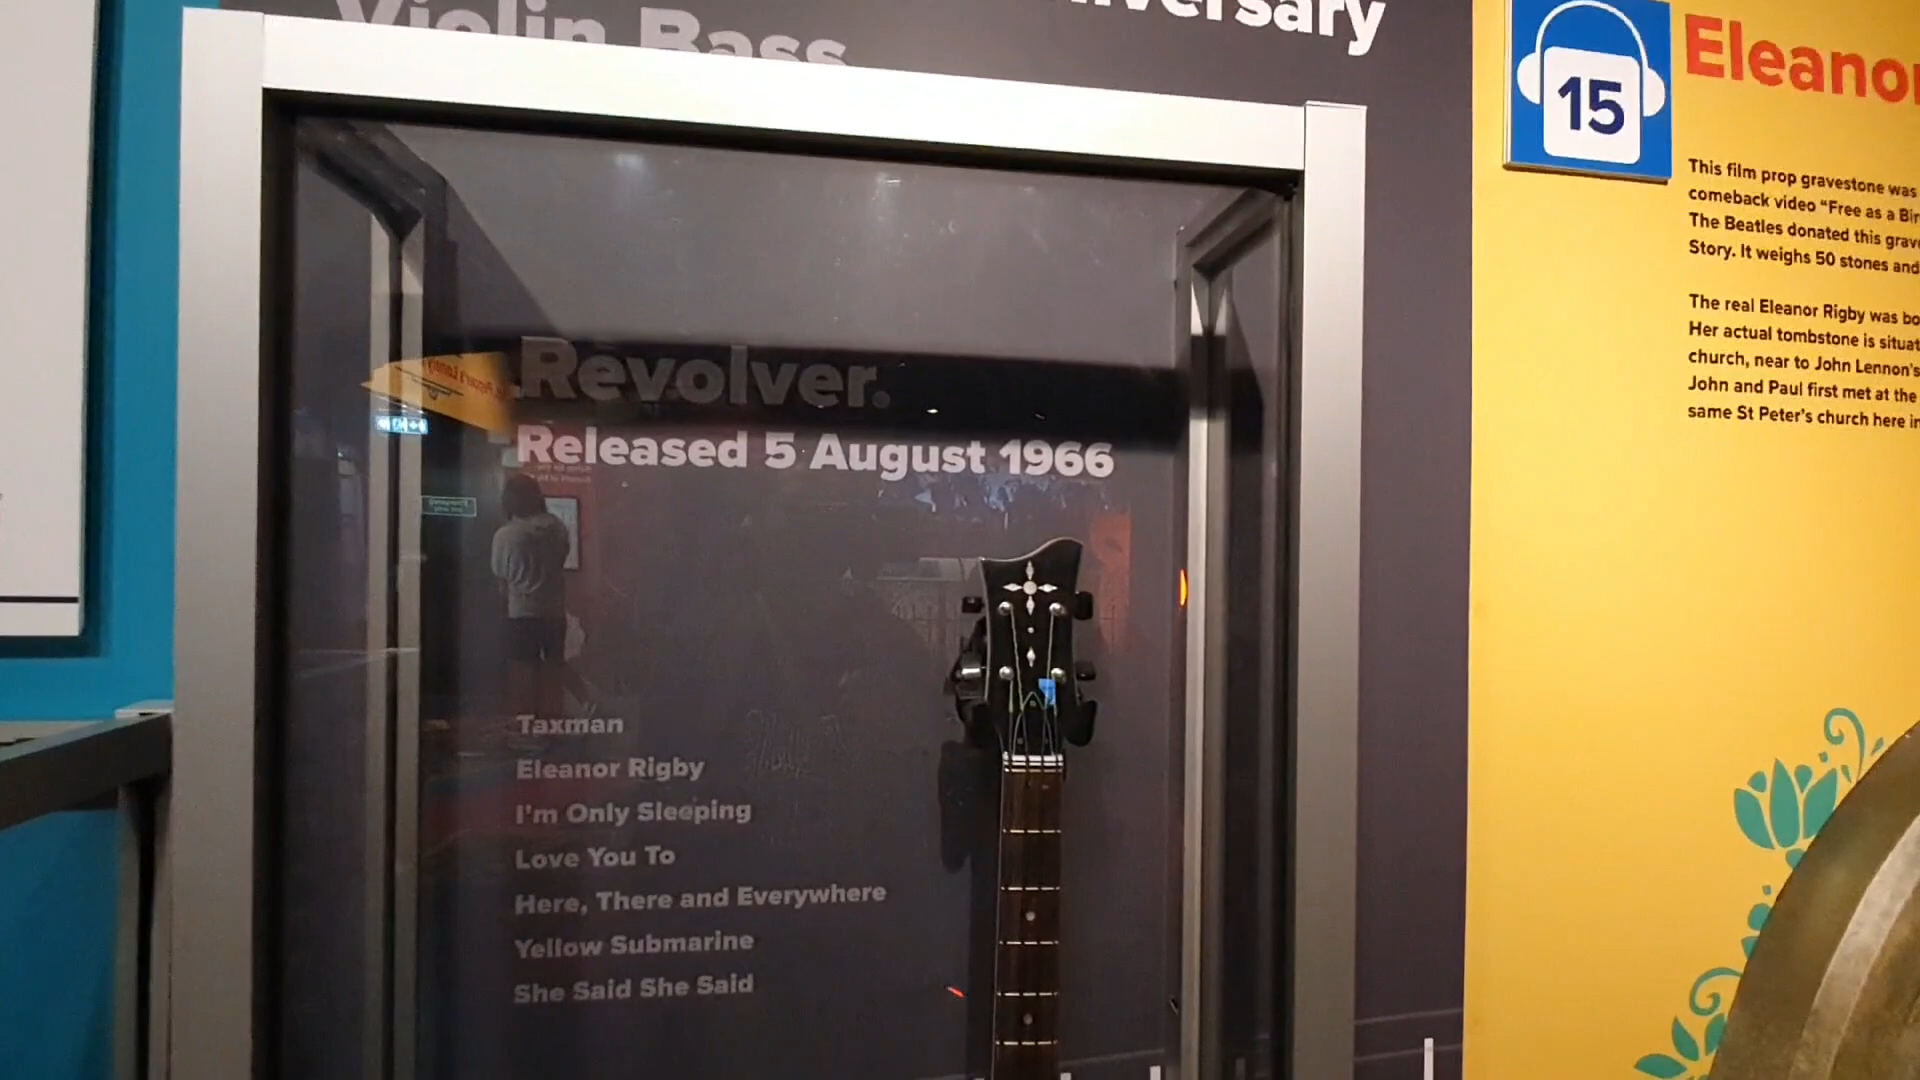 Violin Bass
iversary
Revolver.
Released 5 August 1966
Taxman
Eleanor Rigby
I'm Only Sleeping
Love You To
Here, There and Everywhere
Yellow Submarine
She Said She Said
15
Eleanor
This film prop gravestone was
comeback video “Free as a Bir
The Beatles donated this grave
Story. It weighs 50 stones and
The real Eleanor Rigby was bo
Her actual tombstone is situat
church, near to John Lennon's
John and Paul first met at the
same St Peter's church here in